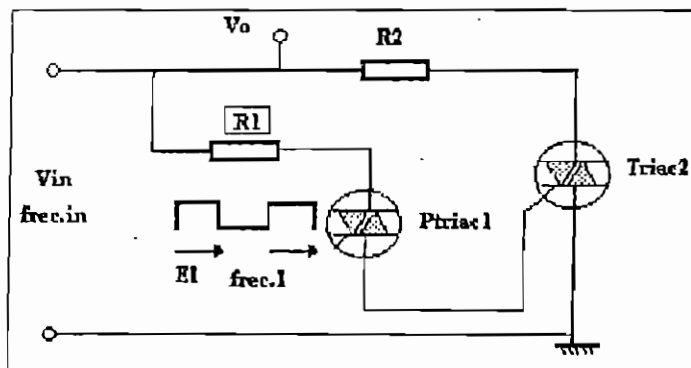 Vo
R2
R1
Triac2
Vin
frec.in
Ptriac1
E1
frec.1